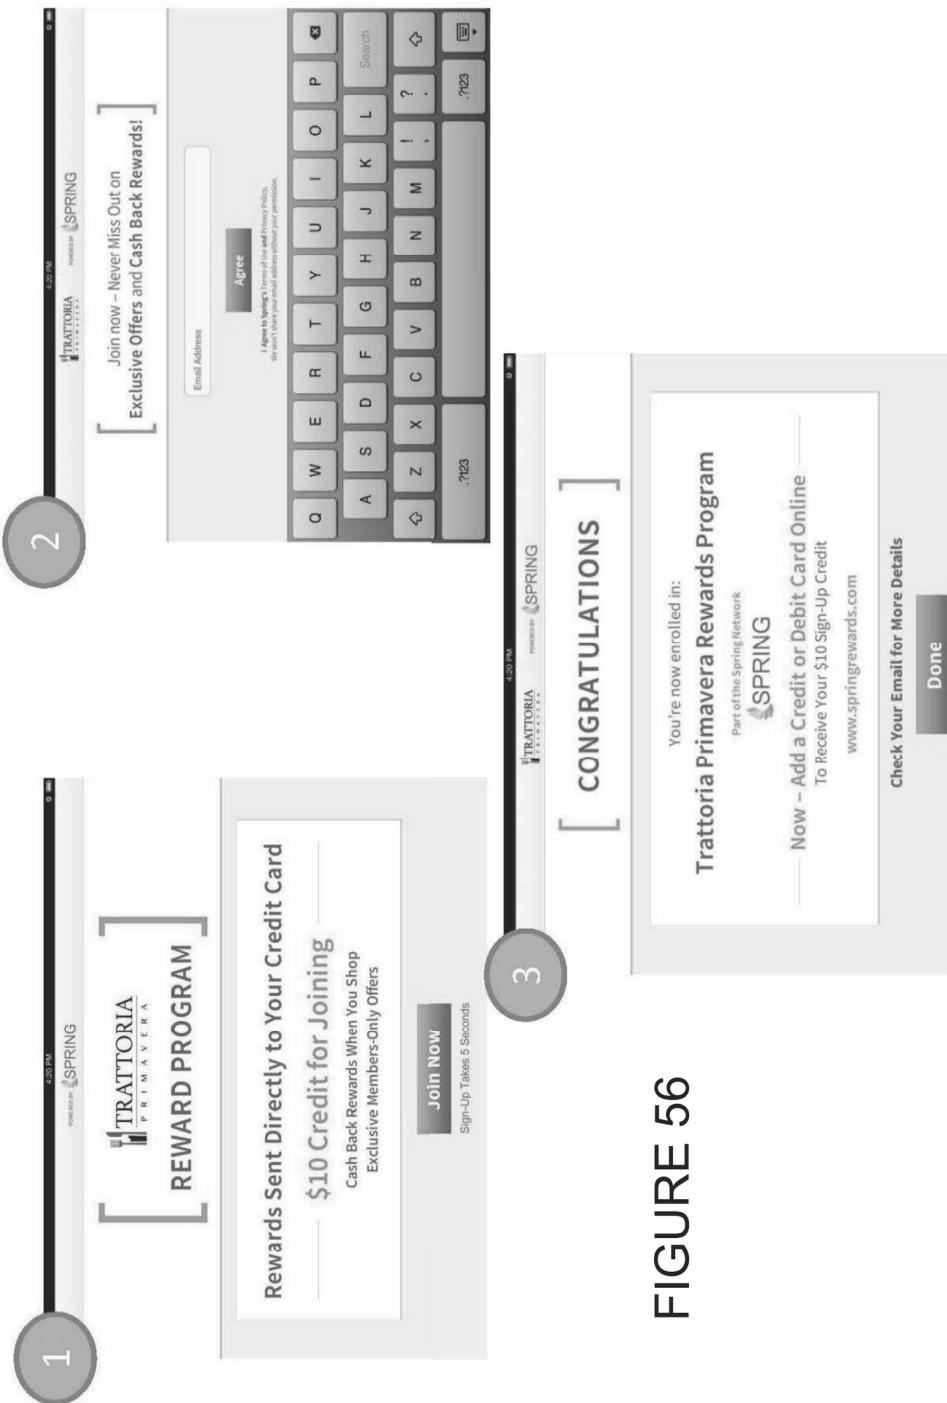 1
4:20 PM
POWERED BY SPRING
TRATTORIA
PRIMAVERA
REWARD PROGRAM
Rewards Sent Directly to Your Credit Card
$10 Credit for Joining
Cash Back Rewards When You Shop
Exclusive Members-Only Offers
Join Now
Sign-Up Takes 5 Seconds
2
4:20 PM
TRATTORIA
PRIMAVERA
POWERED BY SPRING
Join now – Never Miss Out on
Exclusive Offers and Cash Back Rewards!
Email Address
Agree
I Agree to Spring's Terms of Use and Privacy Policy.
We won't share your email address without your permission.
Q W E R T Y U I O P
A S D F G H J K L Search
Z X C V B N M ! , ? .
.?123 .?123
3
4:20 PM
TRATTORIA
PRIMAVERA
POWERED BY SPRING
CONGRATULATIONS
You're now enrolled in:
Trattoria Primavera Rewards Program
Part of the Spring Network
SPRING
Now – Add a Credit or Debit Card Online
To Receive Your $10 Sign-Up Credit
www.springrewards.com
Check Your Email for More Details
Done
FIGURE 56